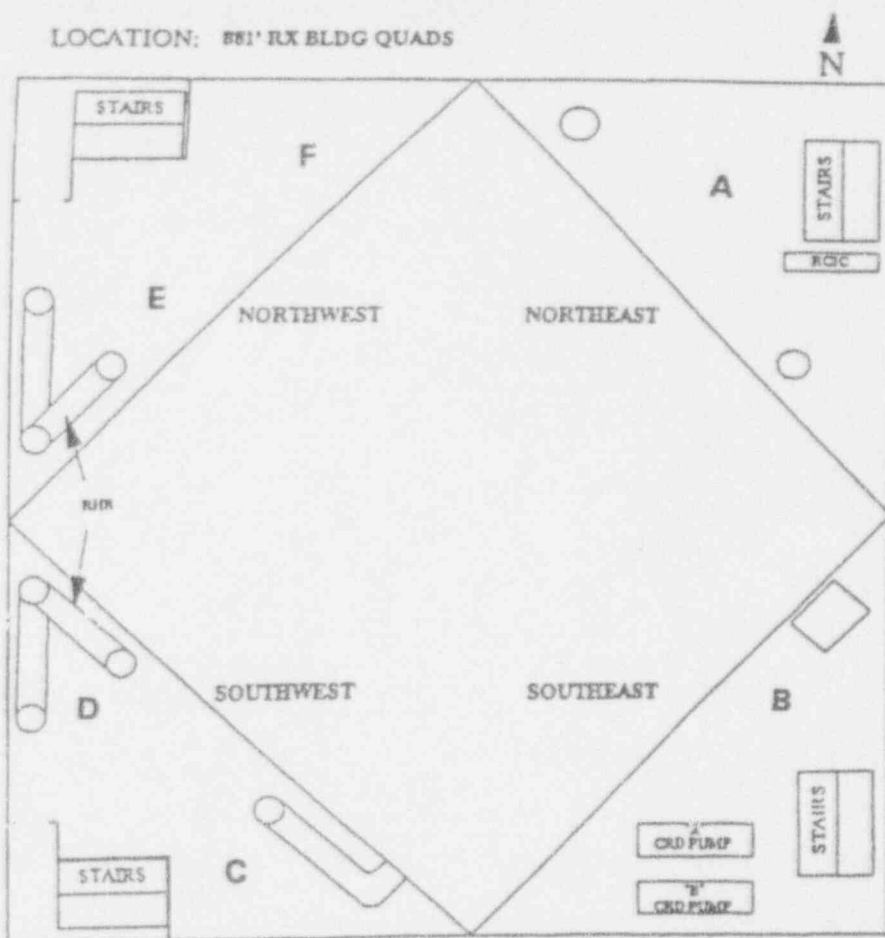 LOCATION: 881' RX BLDG QUADS
N
STAIRS
F
A
STAIRS
RCIC
E
NORTHWEST
NORTHEAST
RHR
SOUTHWEST
SOUTHEAST
D
B
STAIRS
"A"
CRD PUMP
C
STAIRS
"B"
CRD PUMP